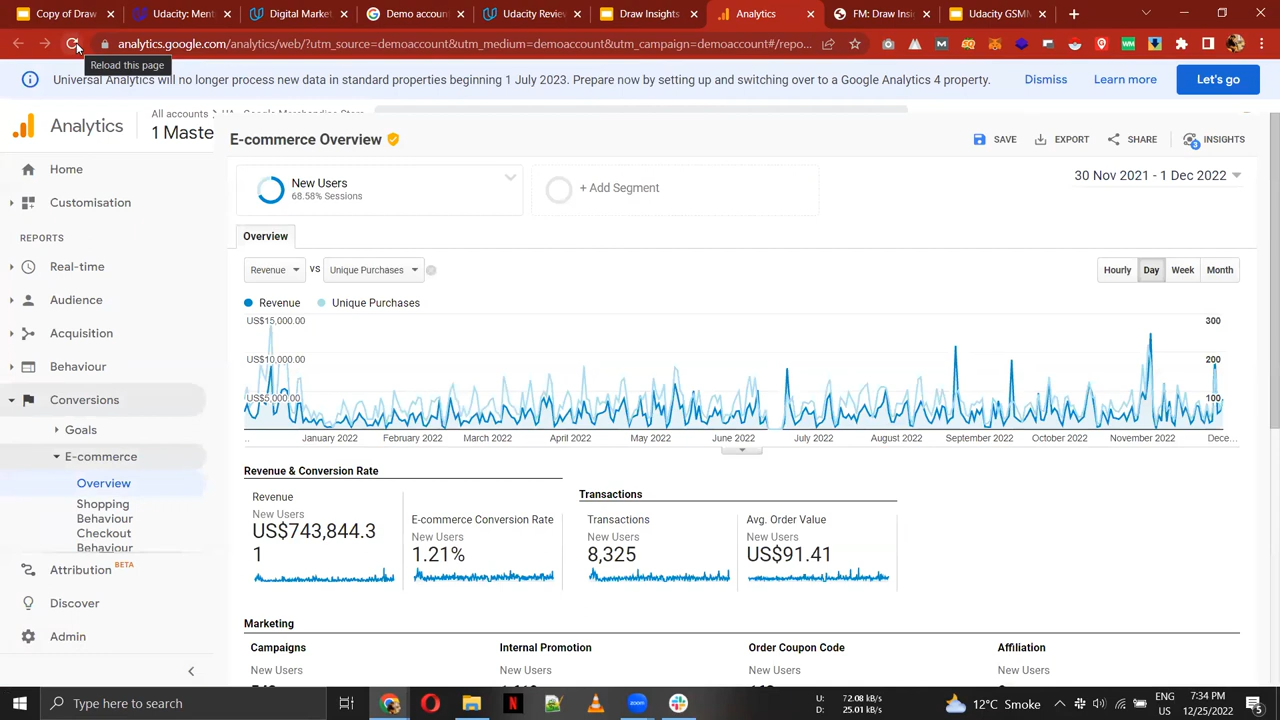 Copy of Draw
Udacity: Ment
Digital Market
Demo accoun
Udacity Review
Draw Insights
Analytics
FM: Draw Insi
Udacity GSMM
analytics.google.com/analytics/web/?utm_source=demoaccount&utm_medium=demoaccount&utm_campaign=demoaccount#/repo...
Reload this page
Universal Analytics will no longer process new data in standard properties beginning 1 July 2023. Prepare now by setting up and switching over to a Google Analytics 4 property.
Dismiss
Learn more
Let's go
Analytics
All accounts
1 Maste
E-commerce Overview
SAVE
EXPORT
SHARE
3
INSIGHTS
Home
Customisation
REPORTS
Real-time
Audience
Acquisition
Behaviour
Conversions
Goals
E-commerce
Overview
Shopping
Behaviour
Checkout
Behaviour
Attribution BETA
Discover
Admin
New Users
68.58% Sessions
+ Add Segment
30 Nov 2021 - 1 Dec 2022
Overview
Revenue
vs
Unique Purchases
Hourly
Day
Week
Month
Revenue
Unique Purchases
US$15,000.00
300
US$10,000.00
200
US$5,000.00
100
January 2022
February 2022
March 2022
April 2022
May 2022
June 2022
July 2022
August 2022
September 2022
October 2022
November 2022
Dece...
Revenue & Conversion Rate
Revenue
New Users
US$743,844.3
1
E-commerce Conversion Rate
New Users
1.21%
Transactions
Transactions
New Users
8,325
Avg. Order Value
New Users
US$91.41
Marketing
Campaigns
New Users
Internal Promotion
New Users
Order Coupon Code
New Users
Affiliation
New Users
Type here to search
U: 72.08 kB/s
D: 25.01 kB/s
12°C Smoke
ENG
US
7:34 PM
12/25/2022
5